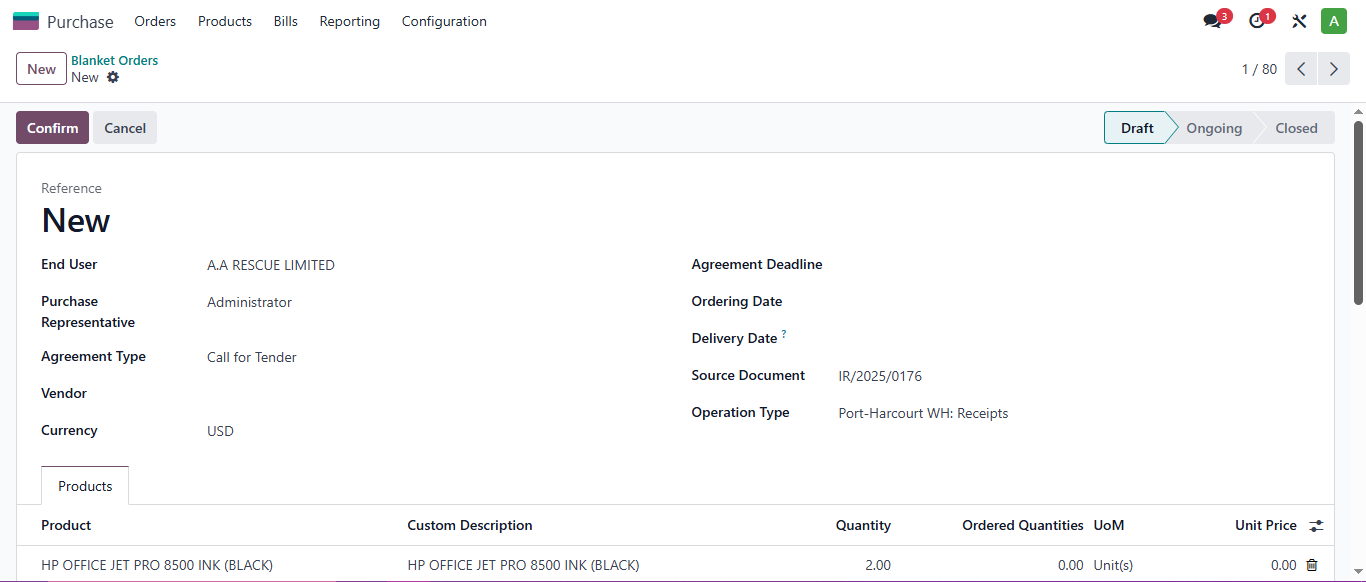 Purchase Orders Products Bills Reporting Configuration 3 1 A
New Blanket Orders 1 / 80
New
Confirm Cancel Draft Ongoing Closed
Reference
New
End User A.A RESCUE LIMITED Agreement Deadline
Purchase Representative Administrator Ordering Date
Delivery Date ?
Agreement Type Call for Tender Source Document IR/2025/0176
Vendor Operation Type Port-Harcourt WH: Receipts
Currency USD
Products
Product Custom Description Quantity Ordered Quantities UoM Unit Price
HP OFFICE JET PRO 8500 INK (BLACK) HP OFFICE JET PRO 8500 INK (BLACK) 2.00 0.00 Unit(s) 0.00